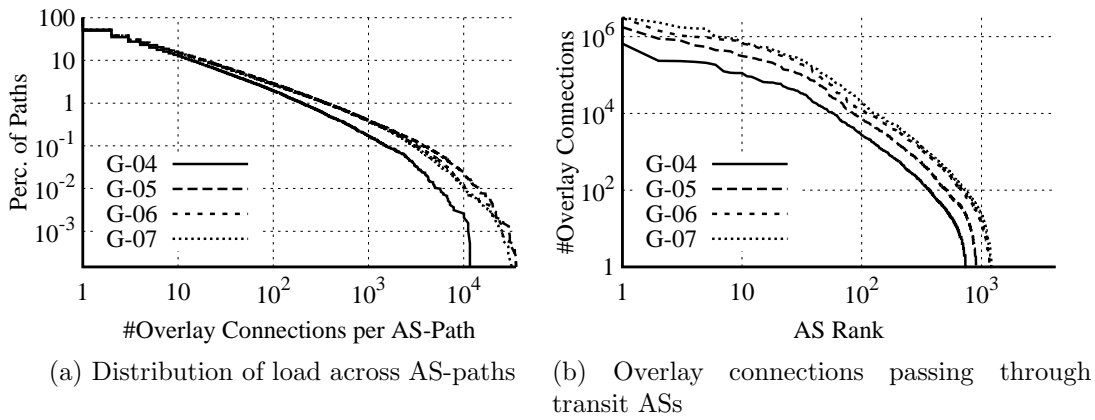 Perc. of Paths
100
10
1
10^-1
10^-2
10^-3
G-04
G-05
G-06
G-07
1 10 10^2 10^3 10^4
#Overlay Connections per AS-Path
(a) Distribution of load across AS-paths
#Overlay Connections
10^6
10^4
10^2
1
G-04
G-05
G-06
G-07
1 10 10^2 10^3
AS Rank
(b) Overlay connections passing through
transit ASs